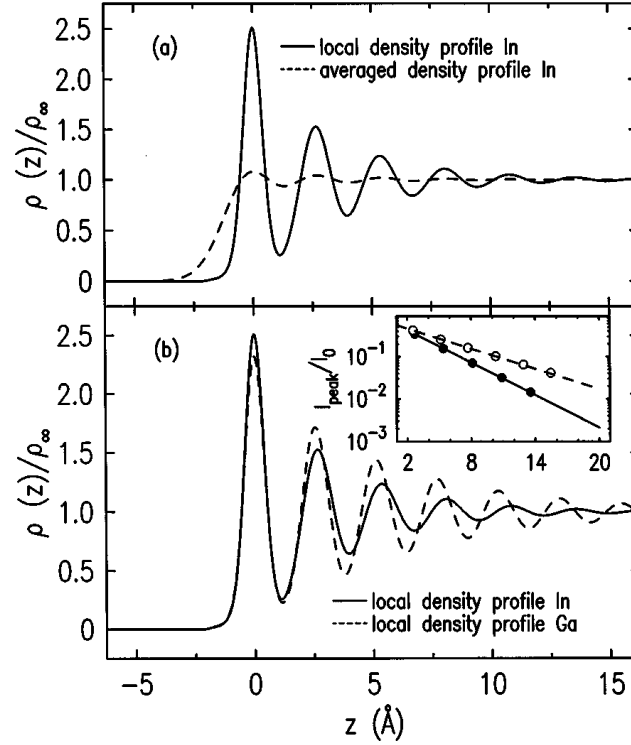 2.5
2.0
1.5
1.0
0.5
0
ρ (z)/ρ∞
(a)
local density profile In
averaged density profile In
2.5
2.0
1.5
1.0
0.5
0
ρ (z)/ρ∞
(b)
I_peak/I_0
10^-1
10^-2
10^-3
2 8 14 20
local density profile In
local density profile Ga
-5 0 5 10 15
z (Å)